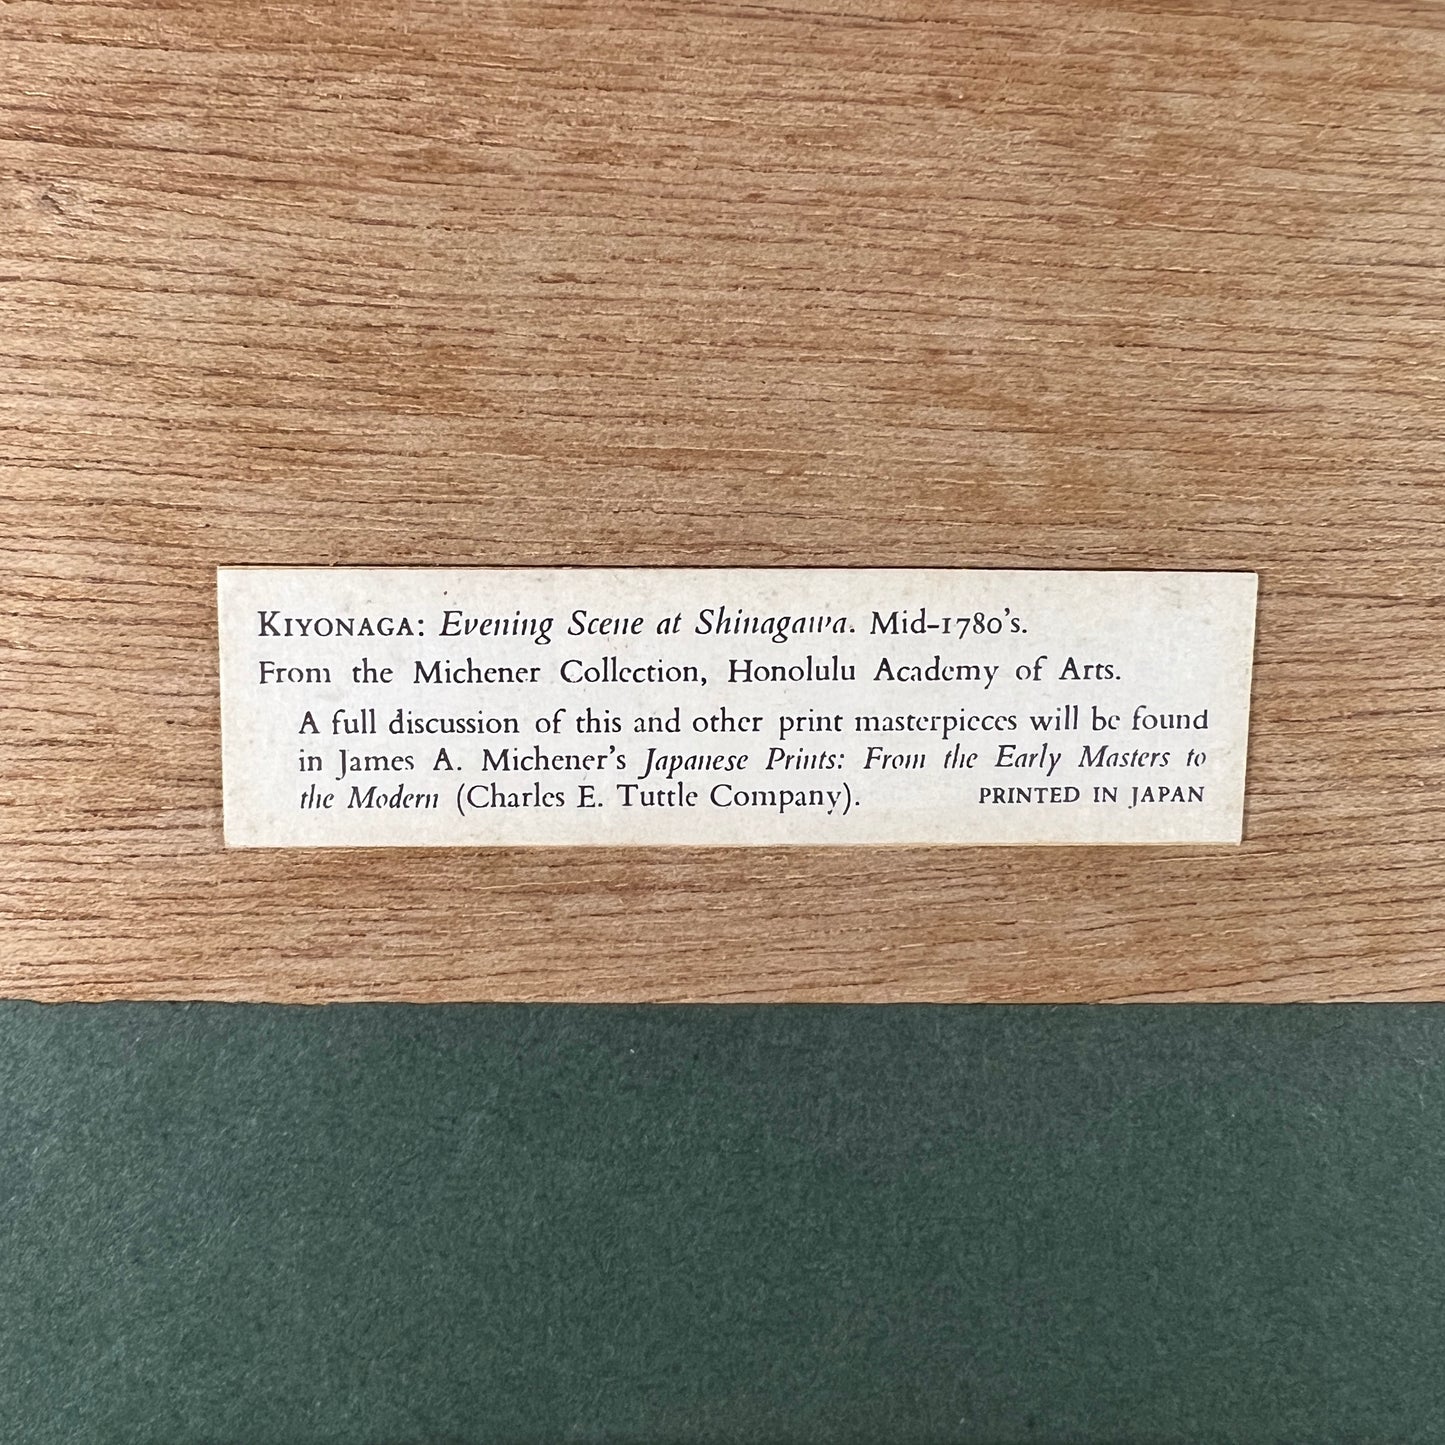 KIYONAGA: Evening Scene at Shinagawa. Mid-1780's.
From the Michener Collection, Honolulu Academy of Arts.
A full discussion of this and other print masterpieces will be found
in James A. Michener's Japanese Prints: From the Early Masters to
the Modern (Charles E. Tuttle Company). PRINTED IN JAPAN